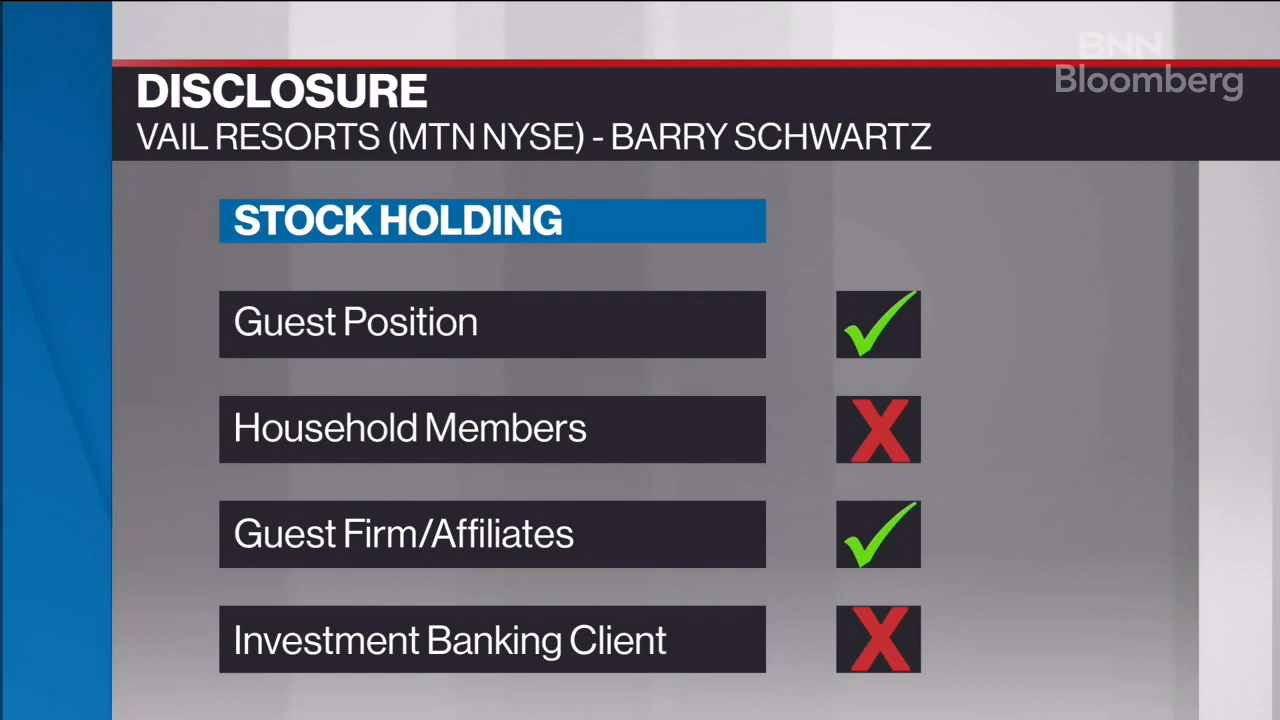 BNN
Bloomberg
DISCLOSURE
VAIL RESORTS (MTN NYSE) - BARRY SCHWARTZ
STOCK HOLDING
Guest Position
Household Members
Guest Firm/Affiliates
Investment Banking Client